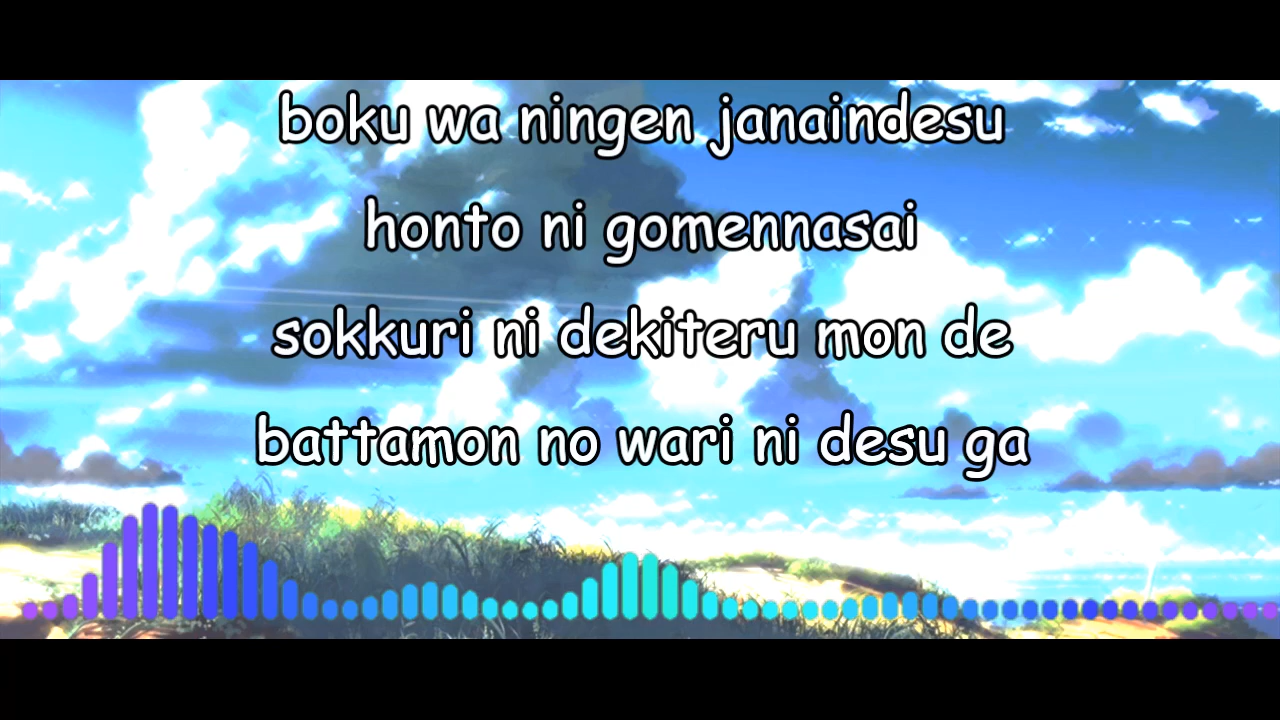 boku wa ningen janaindesu
honto ni gomennasai
sokkuri ni dekiteru mon de
battamon no wari ni desu ga